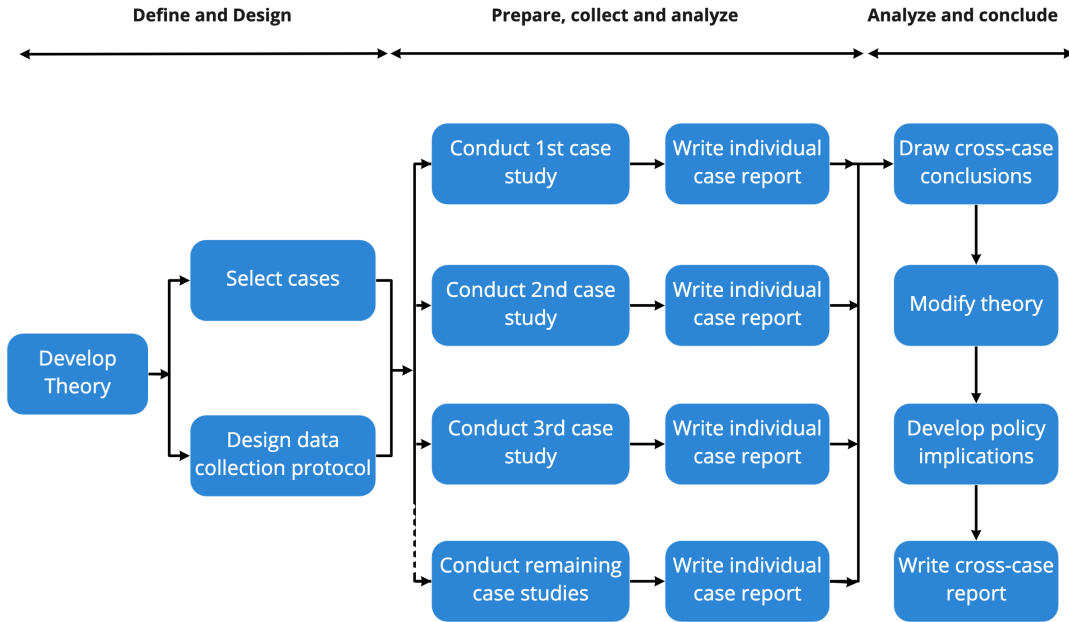 Define and Design
Prepare, collect and analyze
Analyze and conclude
Develop
Theory
Select cases
Design data
collection protocol
Conduct 1st case
study
Write individual
case report
Conduct 2nd case
study
Write individual
case report
Conduct 3rd case
study
Write individual
case report
Conduct remaining
case studies
Write individual
case report
Draw cross-case
conclusions
Modify theory
Develop policy
implications
Write cross-case
report